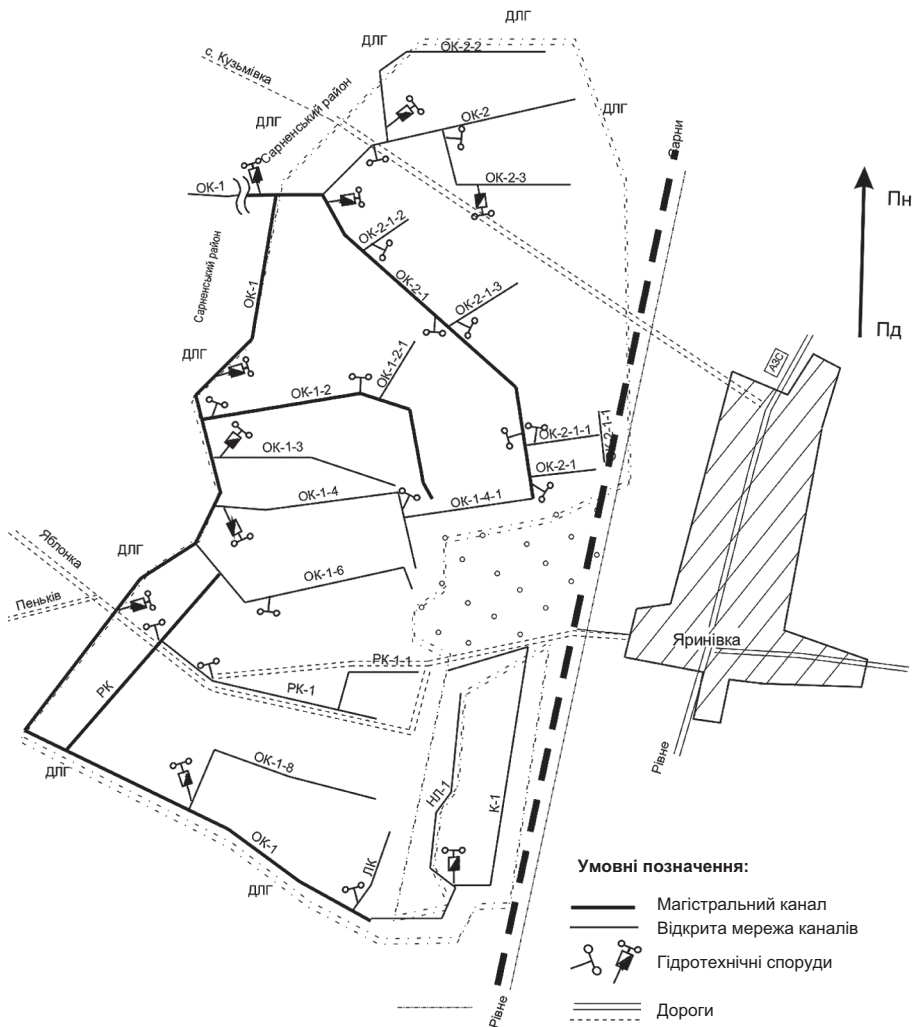 ДЛГ
ДЛГ
ОК-2-2
с. Кузьмівка
Сарненський район
ДЛГ
ДЛГ
ОК-2
Сарни
ОК-1
ОК-2-3
Пн
ОК-2-1-2
Сарненський район
ОК-1
ОК-2-1
ОК-2-1-3
Пд
ДЛГ
ОК-1-2-1
АЗС
ОК-1-2
ОК-2-1-1
ОК-2-1-1
ОК-1-3
ОК-2-1
ОК-1-4
ОК-1-4-1
Яблонка
ДЛГ
ОК-1-6
Пеньків
Яринівка
РК-1-1
РК
РК-1
Рівне
ОК-1-8
ДЛГ
НЛ-1
К-1
ОК-1
ЛК
ДЛГ
Умовні позначення:
Магістральний канал
Відкрита мережа каналів
Гідротехнічні споруди
Рівне
Дороги